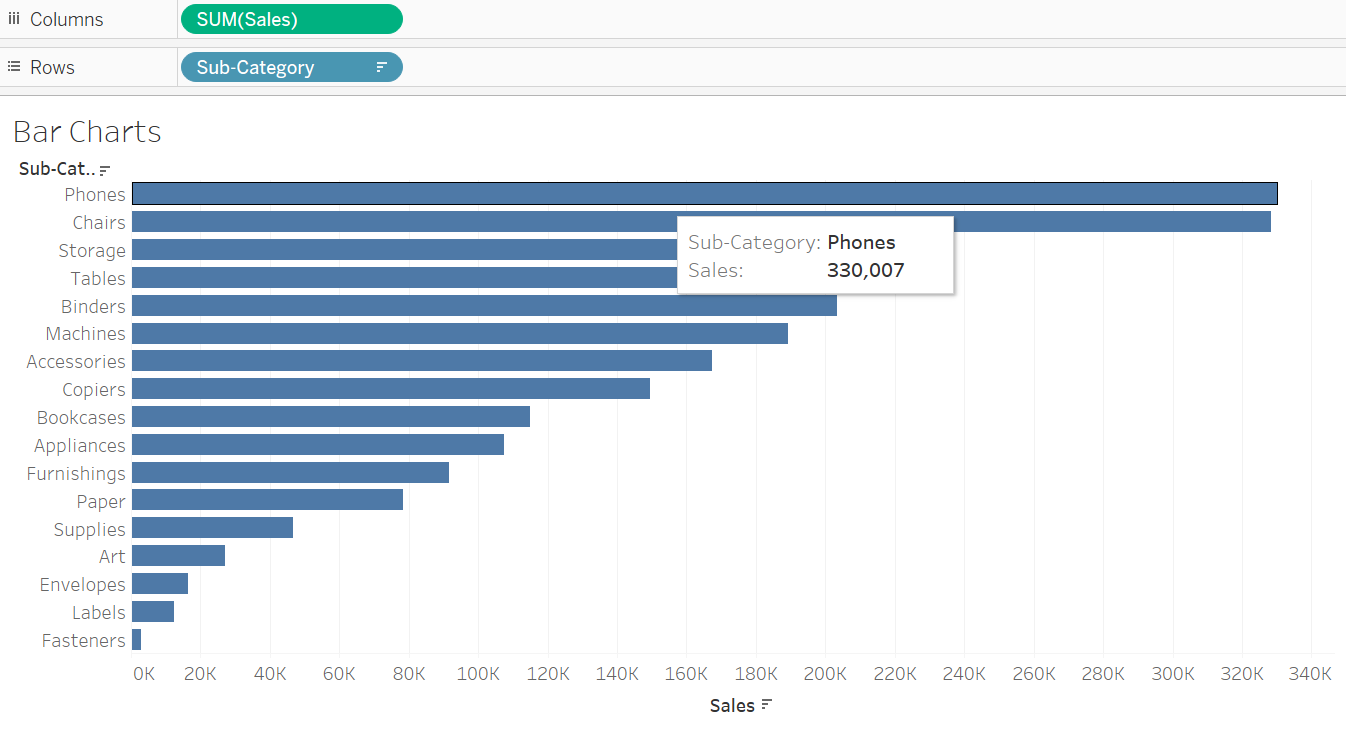 Columns SUM(Sales)
Rows Sub-Category
Bar Charts
Sub-Cat..
Phones
Chairs
Sub-Category: Phones
Storage
Sales: 330,007
Tables
Binders
Machines
Accessories
Copiers
Bookcases
Appliances
Furnishings
Paper
Supplies
Art
Envelopes
Labels
Fasteners
0K 20K 40K 60K 80K 100K 120K 140K 160K 180K 200K 220K 240K 260K 280K 300K 320K 340K
Sales